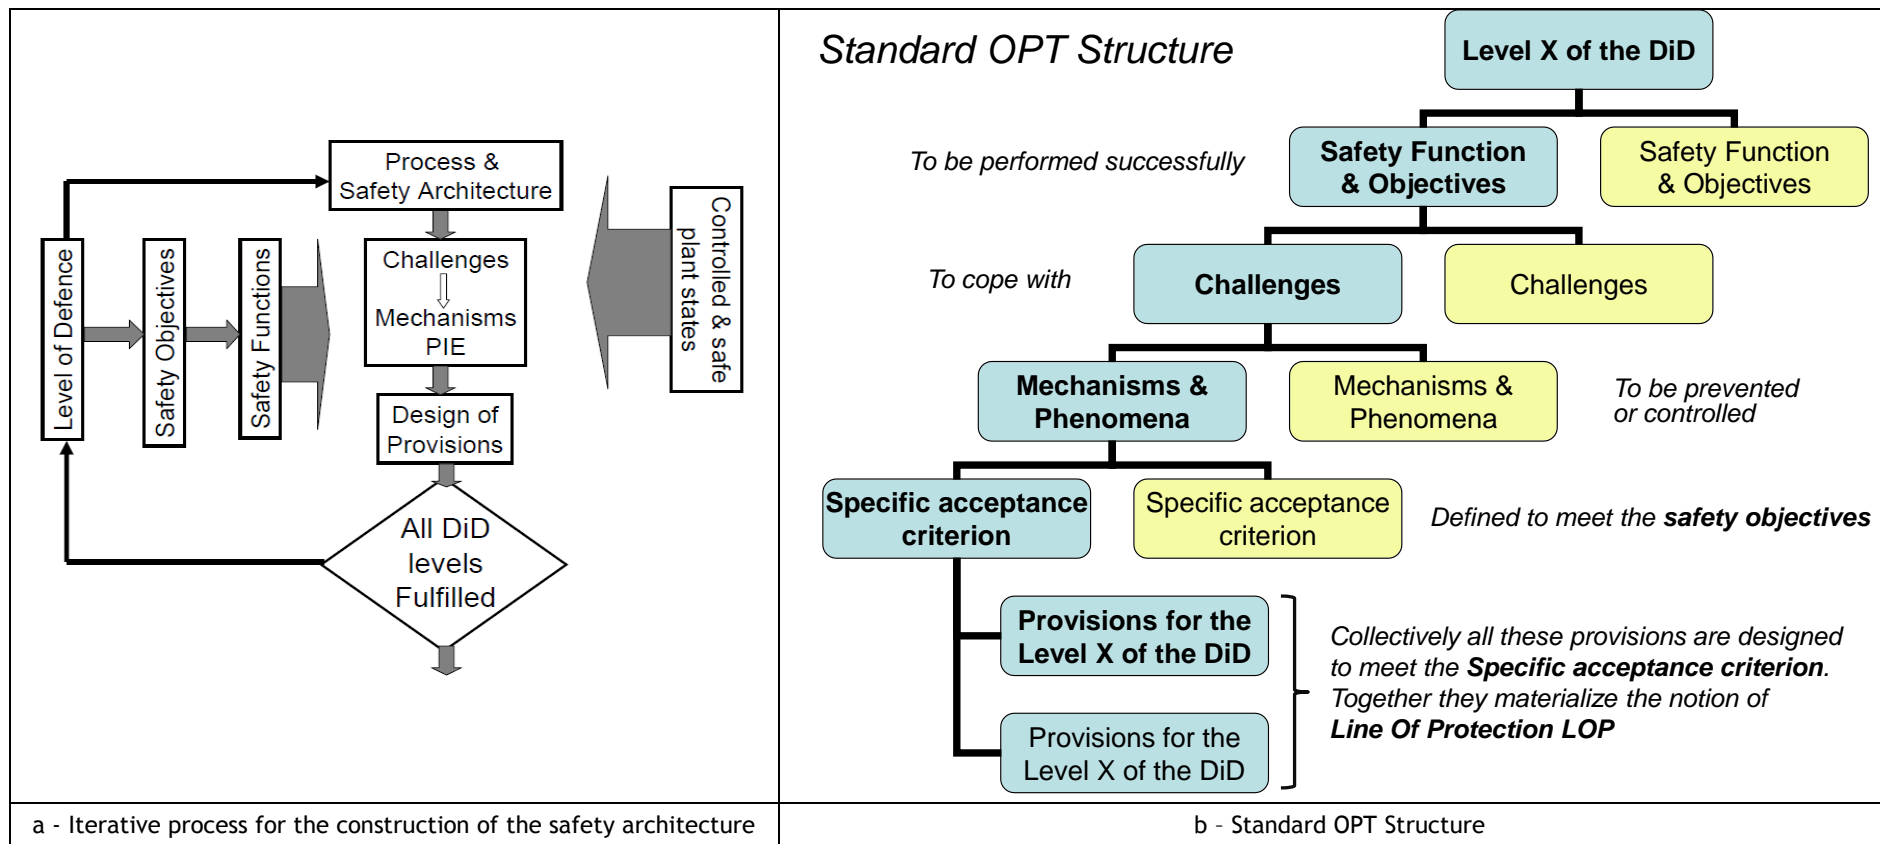 Process &
Safety Architecture
Level of Defence
Safety Objectives
Safety Functions
Challenges
Mechanisms
PIE
Controlled & safe
plant states
Design of
Provisions
All DiD
levels
Fulfilled
a - Iterative process for the construction of the safety architecture
Standard OPT Structure
Level X of the DiD
To be performed successfully
Safety Function
& Objectives
Safety Function
& Objectives
To cope with
Challenges
Challenges
Mechanisms &
Phenomena
Mechanisms &
Phenomena
To be prevented
or controlled
Specific acceptance
criterion
Specific acceptance
criterion
Defined to meet the safety objectives
Provisions for the
Level X of the DiD
Provisions for the
Level X of the DiD
Collectively all these provisions are designed
to meet the Specific acceptance criterion.
Together they materialize the notion of
Line Of Protection LOP
b – Standard OPT Structure